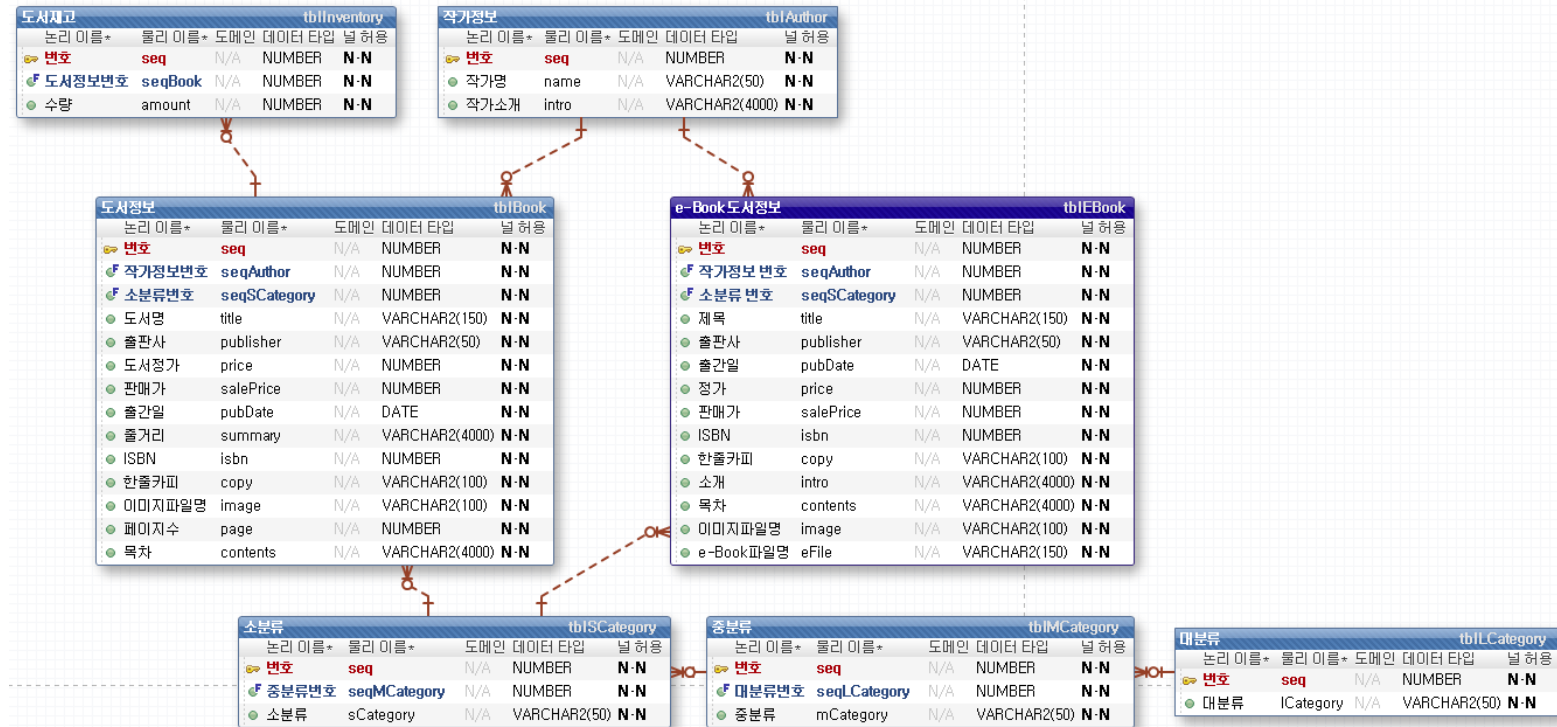 도서재고 tblInventory
논리 이름* 물리 이름* 도메인 데이터 타입 널 허용
번호 seq N/A NUMBER N-N
도서정보번호 seqBook N/A NUMBER N-N
수량 amount N/A NUMBER N-N
작가정보 tblAuthor
논리 이름* 물리 이름* 도메인 데이터 타입 널 허용
번호 seq N/A NUMBER N-N
작가명 name N/A VARCHAR2(50) N-N
작가소개 intro N/A VARCHAR2(4000) N-N
도서정보 tblBook
논리 이름* 물리 이름* 도메인 데이터 타입 널 허용
번호 seq N/A NUMBER N-N
작가정보번호 seqAuthor N/A NUMBER N-N
소분류번호 seqSCategory N/A NUMBER N-N
도서명 title N/A VARCHAR2(150) N-N
출판사 publisher N/A VARCHAR2(50) N-N
도서정가 price N/A NUMBER N-N
판매가 salePrice N/A NUMBER N-N
출간일 pubDate N/A DATE N-N
줄거리 summary N/A VARCHAR2(4000) N-N
ISBN isbn N/A NUMBER N-N
한줄카피 copy N/A VARCHAR2(100) N-N
이미지파일명 image N/A VARCHAR2(100) N-N
페이지수 page N/A NUMBER N-N
목차 contents N/A VARCHAR2(4000) N-N
e-Book도서정보 tblEBook
논리 이름* 물리 이름* 도메인 데이터 타입 널 허용
번호 seq N/A NUMBER N-N
작가정보 번호 seqAuthor N/A NUMBER N-N
소분류 번호 seqSCategory N/A NUMBER N-N
제목 title N/A VARCHAR2(150) N-N
출판사 publisher N/A VARCHAR2(50) N-N
출간일 pubDate N/A DATE N-N
정가 price N/A NUMBER N-N
판매가 salePrice N/A NUMBER N-N
ISBN isbn N/A NUMBER N-N
한줄카피 copy N/A VARCHAR2(100) N-N
소개 intro N/A VARCHAR2(4000) N-N
목차 contents N/A VARCHAR2(4000) N-N
이미지파일명 image N/A VARCHAR2(100) N-N
e-Book파일명 eFile N/A VARCHAR2(150) N-N
소분류 tblSCategory
논리 이름* 물리 이름* 도메인 데이터 타입 널 허용
번호 seq N/A NUMBER N-N
중분류번호 seqMCategory N/A NUMBER N-N
소분류 sCategory N/A VARCHAR2(50) N-N
중분류 tblMCategory
논리 이름* 물리 이름* 도메인 데이터 타입 널 허용
번호 seq N/A NUMBER N-N
대분류번호 seqLCategory N/A NUMBER N-N
중분류 mCategory N/A VARCHAR2(50) N-N
대분류 tblLCategory
논리 이름* 물리 이름* 도메인 데이터 타입 널 허용
번호 seq N/A NUMBER N-N
대분류 lCategory N/A VARCHAR2(50) N-N